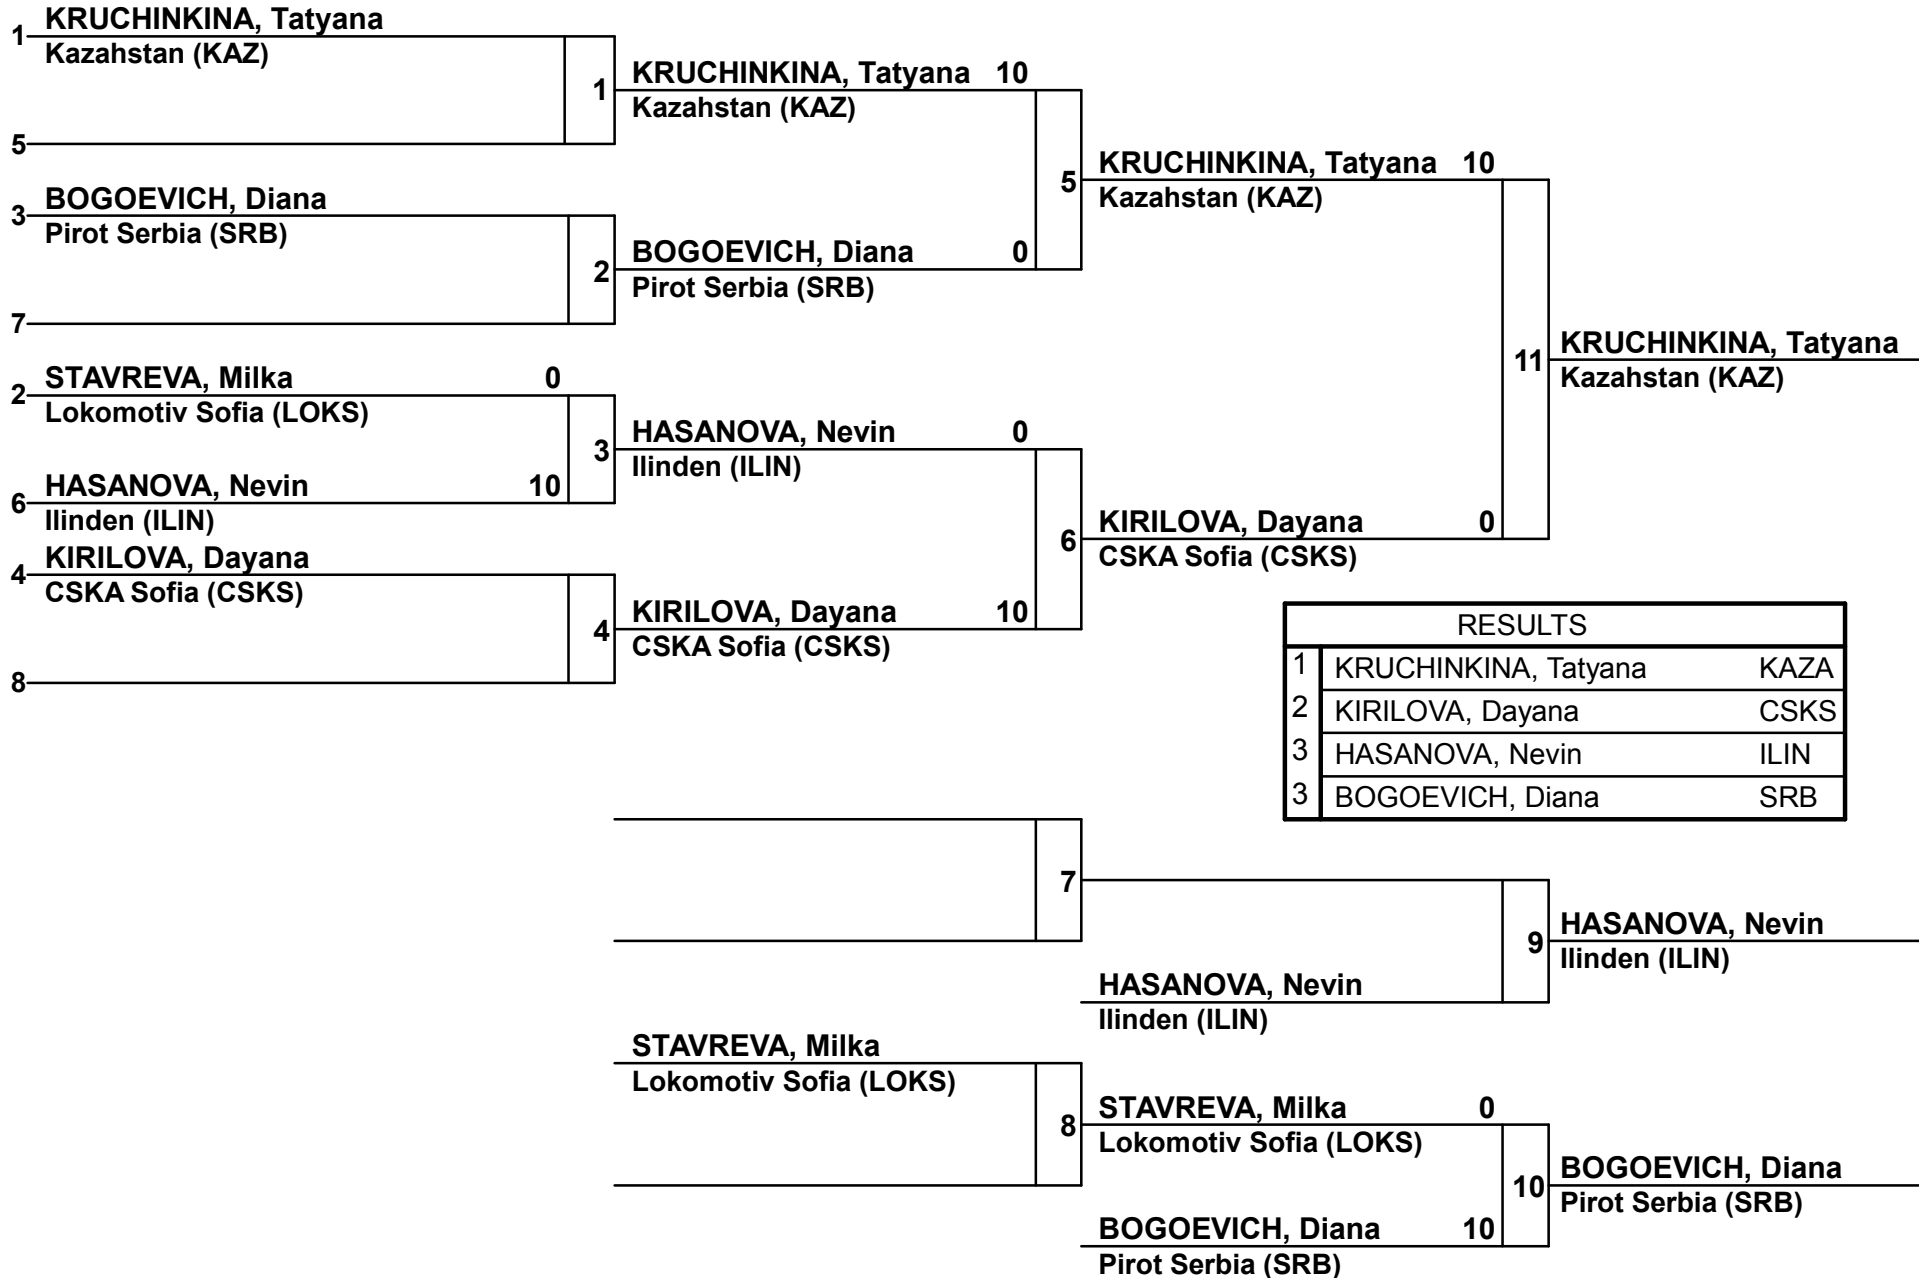 KRUCHINKINA, Tatyana
1
Kazahstan (KAZ)
1
5
BOGOEVICH, Diana
3
Pirot Serbia (SRB)
2
7
STAVREVA, Milka 0
2
Lokomotiv Sofia (LOKS)
3
HASANOVA, Nevin 10
6
Ilinden (ILIN)
KIRILOVA, Dayana
4
CSKA Sofia (CSKS)
4
8
KRUCHINKINA, Tatyana 10
Kazahstan (KAZ)
5
BOGOEVICH, Diana 0
Pirot Serbia (SRB)
HASANOVA, Nevin 0
Ilinden (ILIN)
6
KIRILOVA, Dayana 10
CSKA Sofia (CSKS)
KRUCHINKINA, Tatyana 10
Kazahstan (KAZ)
11
KIRILOVA, Dayana 0
CSKA Sofia (CSKS)
KRUCHINKINA, Tatyana
Kazahstan (KAZ)
RESULTS
1 KRUCHINKINA, Tatyana KAZA
2 KIRILOVA, Dayana CSKS
3 HASANOVA, Nevin ILIN
3 BOGOEVICH, Diana SRB
7
9
HASANOVA, Nevin
Ilinden (ILIN)
HASANOVA, Nevin
Ilinden (ILIN)
STAVREVA, Milka
Lokomotiv Sofia (LOKS)
8
STAVREVA, Milka 0
Lokomotiv Sofia (LOKS)
10
BOGOEVICH, Diana 10
Pirot Serbia (SRB)
BOGOEVICH, Diana
Pirot Serbia (SRB)